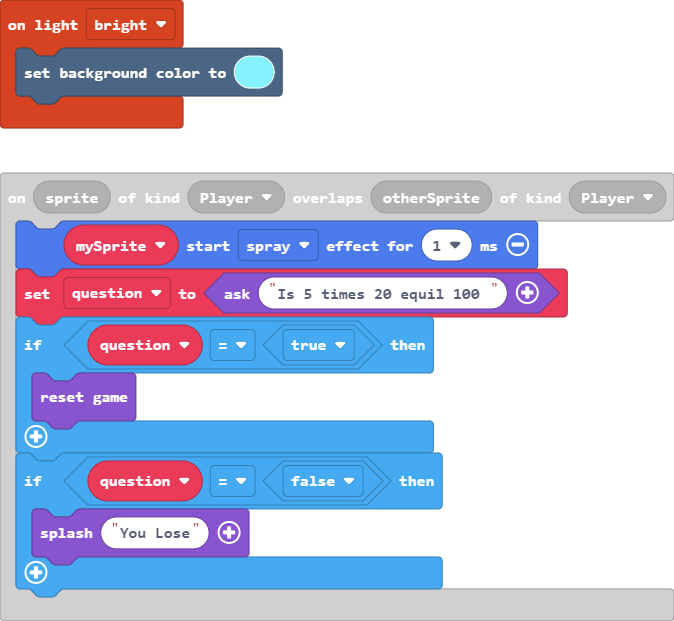 on light bright
set background color to
on sprite of kind Player overlaps otherSprite of kind Player
mySprite start spray effect for 1 ms
set question to ask "Is 5 times 20 equil 100 "
if question = true then
reset game
if question = false then
splash "You Lose"